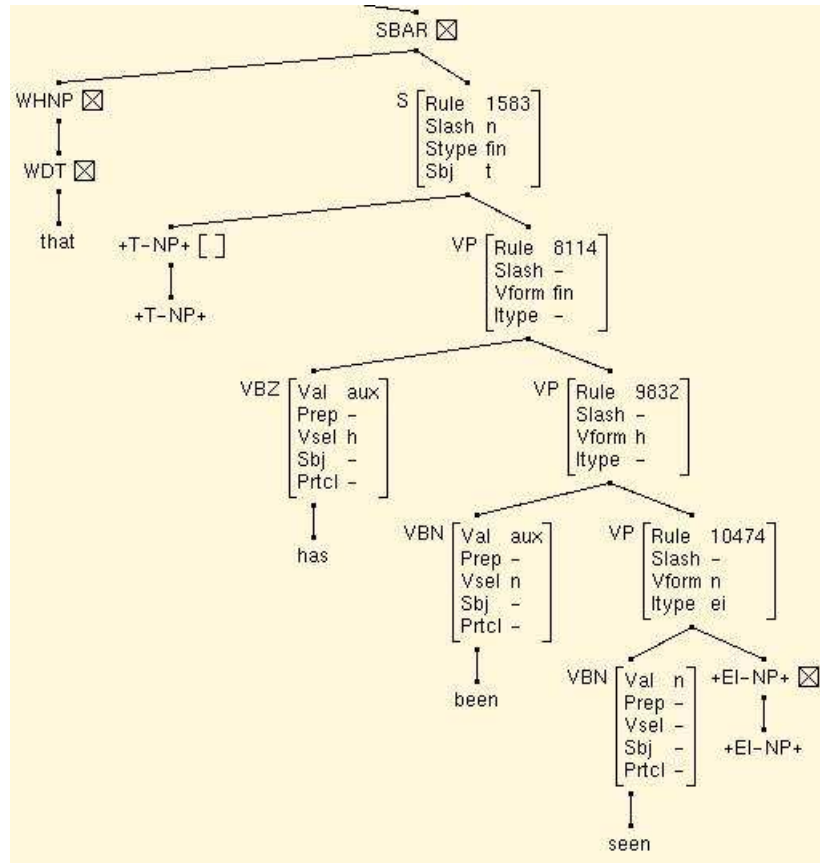 SBAR
WHNP
S Rule 1583
Slash n
Stype fin
Sbj t
WDT
that
+T-NP+ [ ]
VP Rule 8114
Slash -
Vform fin
Itype -
+T-NP+
VBZ Val aux
Prep -
Vsel h
Sbj -
Prtcl -
VP Rule 9832
Slash -
Vform h
Itype -
has
VBN Val aux
Prep -
Vsel n
Sbj -
Prtcl -
VP Rule 10474
Slash -
Vform n
Itype ei
been
VBN Val n
Prep -
Vsel -
Sbj -
Prtcl -
+EI-NP+
+EI-NP+
seen